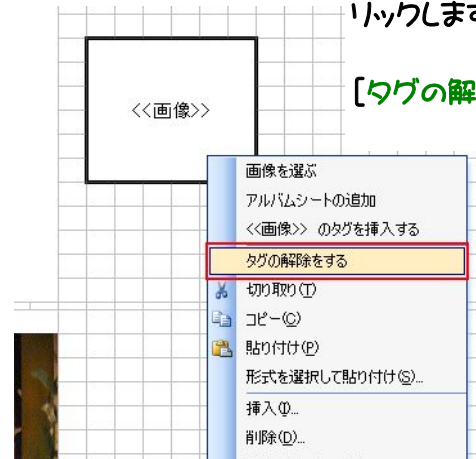 リックします
[タグの解
<<画像>>
画像を選ぶ
アルバムシートの追加
<<画像>> のタグを挿入する
タグの解除をする
切り取り(T)
コピー(C)
貼り付け(P)
形式を選択して貼り付け(S)...
挿入(I)...
削除(D)...